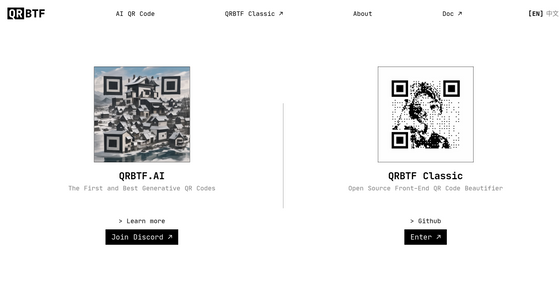 QRBTF
AI QR Code
QRBTF Classic ↗
About
Doc ↗
[EN] 中文
QRBTF.AI
The First and Best Generative QR Codes
> Learn more
Join Discord ↗
QRBTF Classic
Open Source Front-End QR Code Beautifier
> Github
Enter ↗